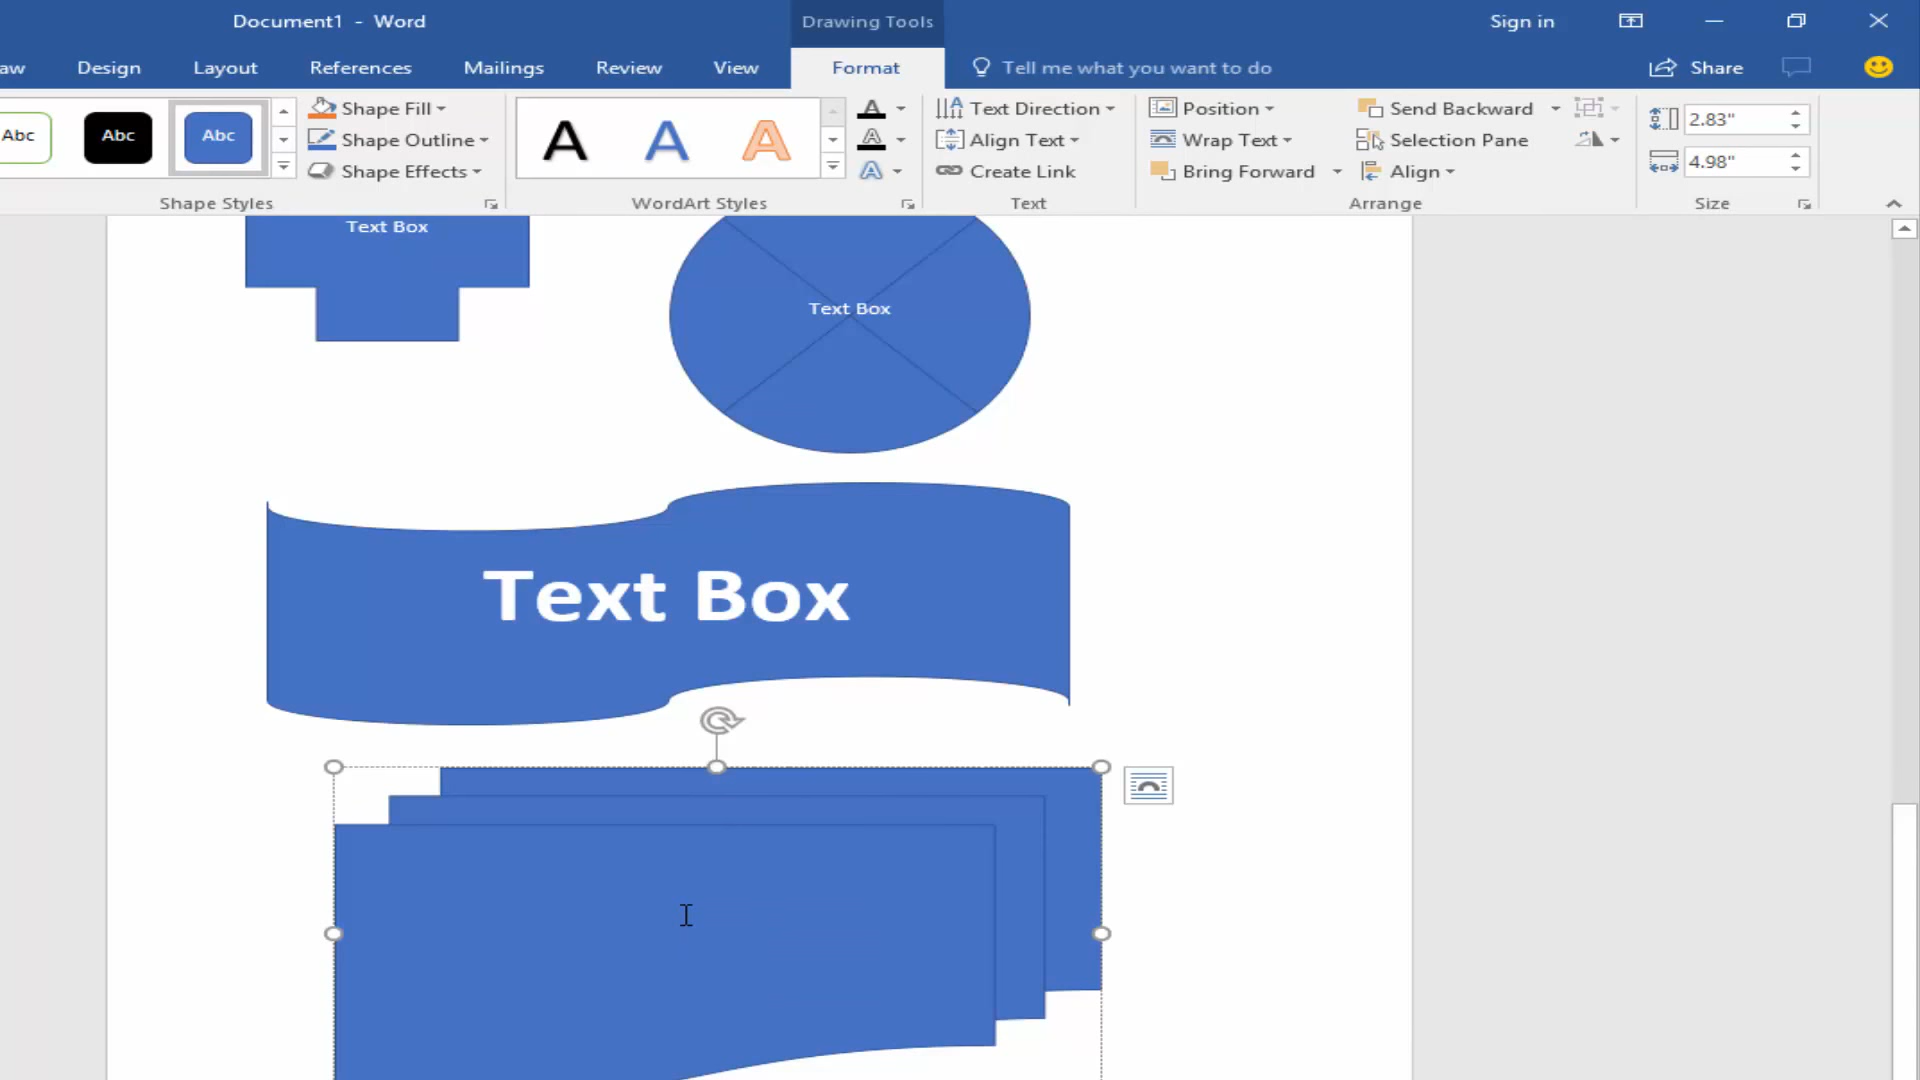 Document1 - Word
Drawing Tools
Sign in
aw
Design
Layout
References
Mailings
Review
View
Format
Tell me what you want to do
Share
Abc
Abc
Abc
Shape Fill
Shape Outline
Shape Effects
Shape Styles
A
A
A
WordArt Styles
Text Direction
Align Text
Create Link
Text
Position
Wrap Text
Bring Forward
Send Backward
Selection Pane
Align
Arrange
2.83"
4.98"
Size
Text Box
Text Box
Text Box